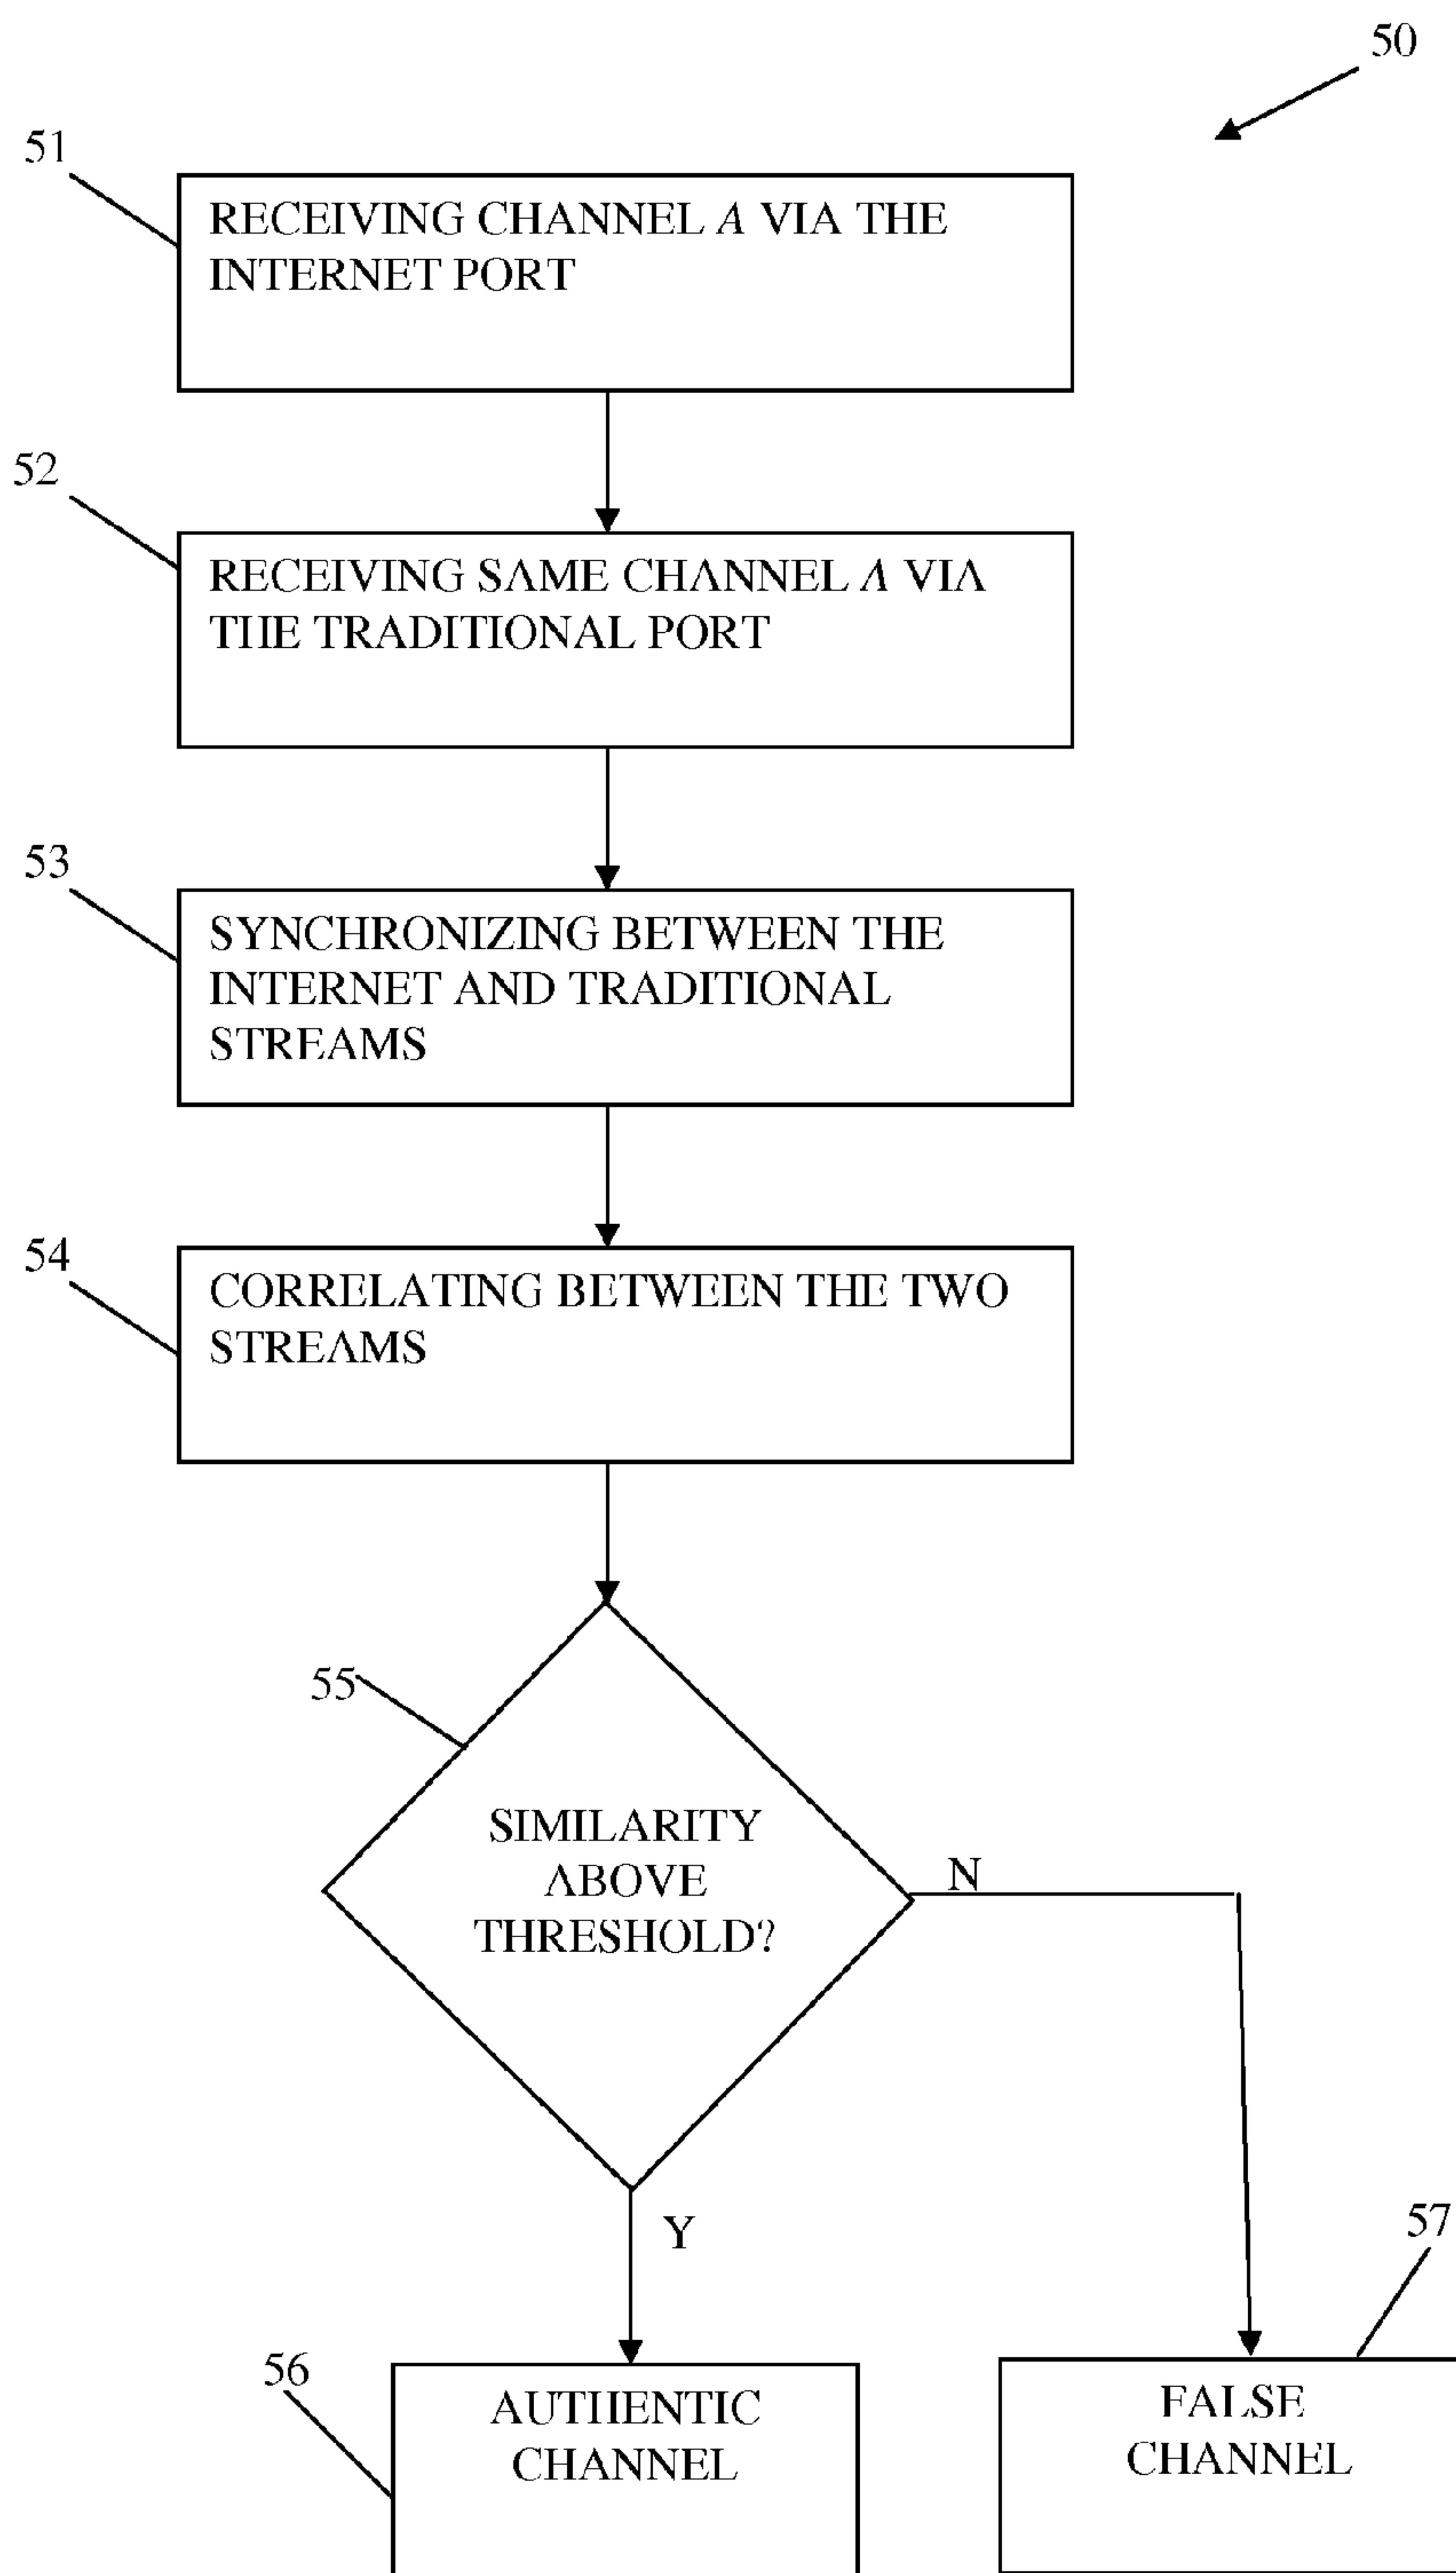 50
51
RECEIVING CHANNEL A VIA THE
INTERNET PORT
52
RECEIVING SAME CHANNEL A VIA
THE TRADITIONAL PORT
53
SYNCHRONIZING BETWEEN THE
INTERNET AND TRADITIONAL
STREAMS
54
CORRELATING BETWEEN THE TWO
STREAMS
55
SIMILARITY
ABOVE
THRESHOLD?
N
Y
57
56
AUTHENTIC
CHANNEL
FALSE
CHANNEL